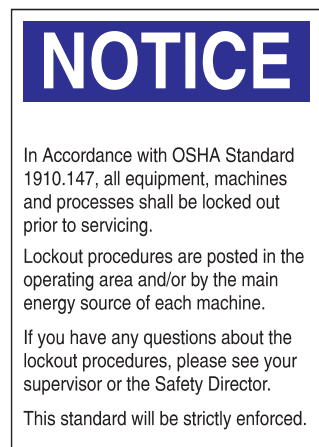 NOTICE
In Accordance with OSHA Standard
1910.147, all equipment, machines
and processes shall be locked out
prior to servicing.
Lockout procedures are posted in the
operating area and/or by the main
energy source of each machine.
If you have any questions about the
lockout procedures, please see your
supervisor or the Safety Director.
This standard will be strictly enforced.